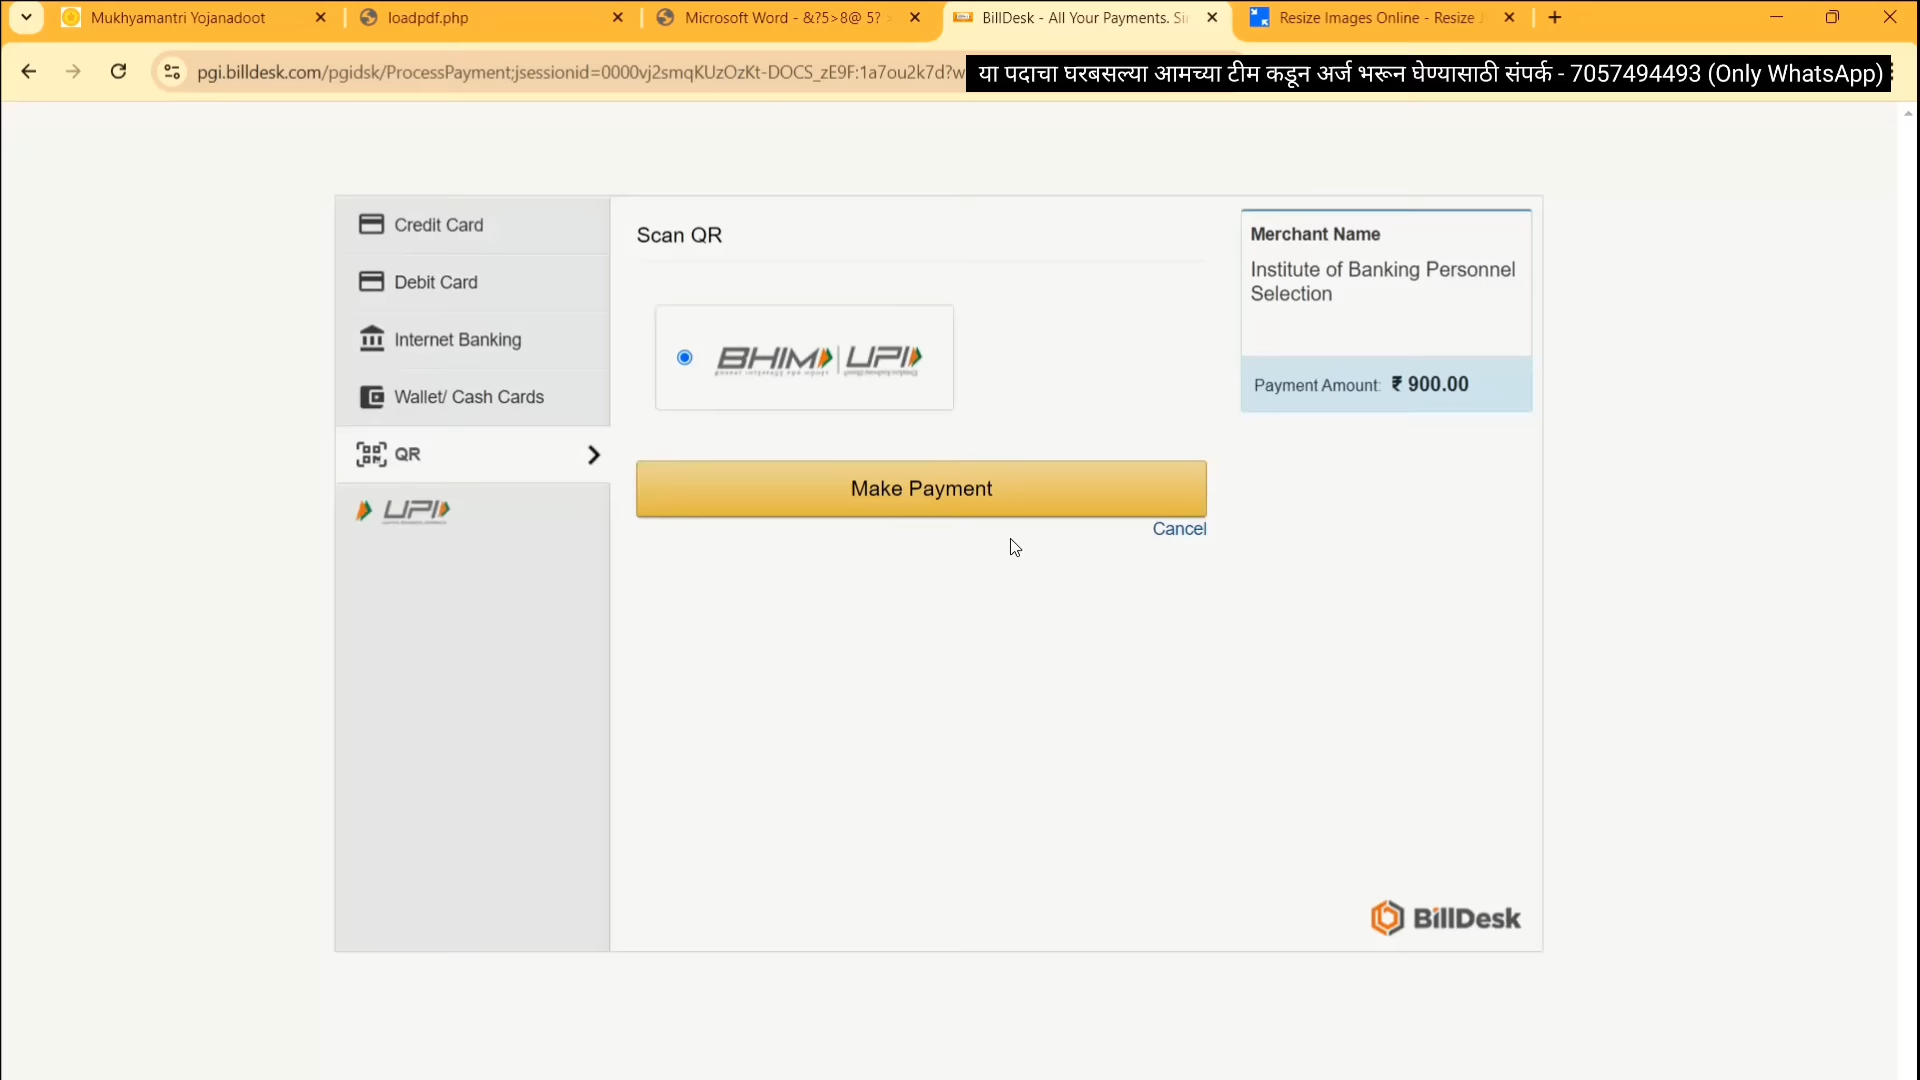 Mukhyamantri Yojanadoot
loadpdf.php
Microsoft Word - &?5>8@ 5?
BillDesk - All Your Payments. Si
Resize Images Online - Resize J
pgi.billdesk.com/pgidsk/ProcessPayment;jsessionid=0000vj2smqKUzOzKt-DOCS_zE9F:1a7ou2k7d?w
या पदाचा घरबसल्या आमच्या टीम कडून अर्ज भरून घेण्यासाठी संपर्क - 7057494493 (Only WhatsApp)
Credit Card
Debit Card
Internet Banking
Wallet/ Cash Cards
QR
UPI
Scan QR
BHIM UPI
Make Payment
Cancel
Merchant Name
Institute of Banking Personnel
Selection
Payment Amount: ₹ 900.00
BillDesk